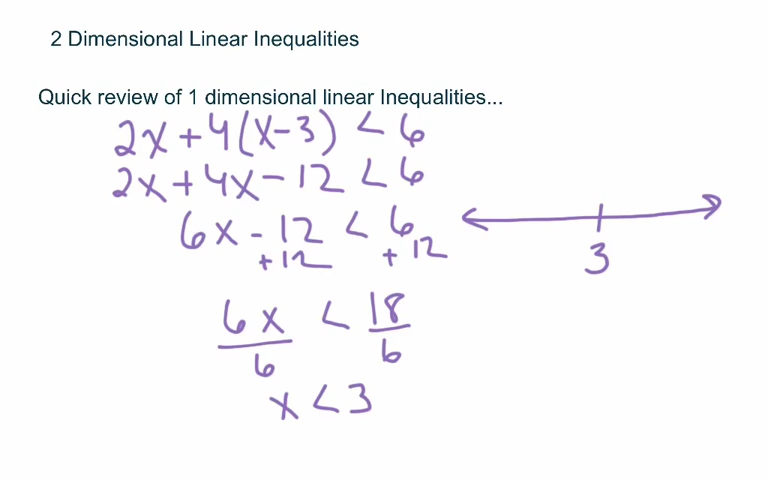 2 Dimensional Linear Inequalities
Quick review of 1 dimensional linear Inequalities...
2x + 4(x - 3) < 6
2x + 4x - 12 < 6
6x - 12 < 6
+12 +12
3
6x < 18
6 6
x < 3